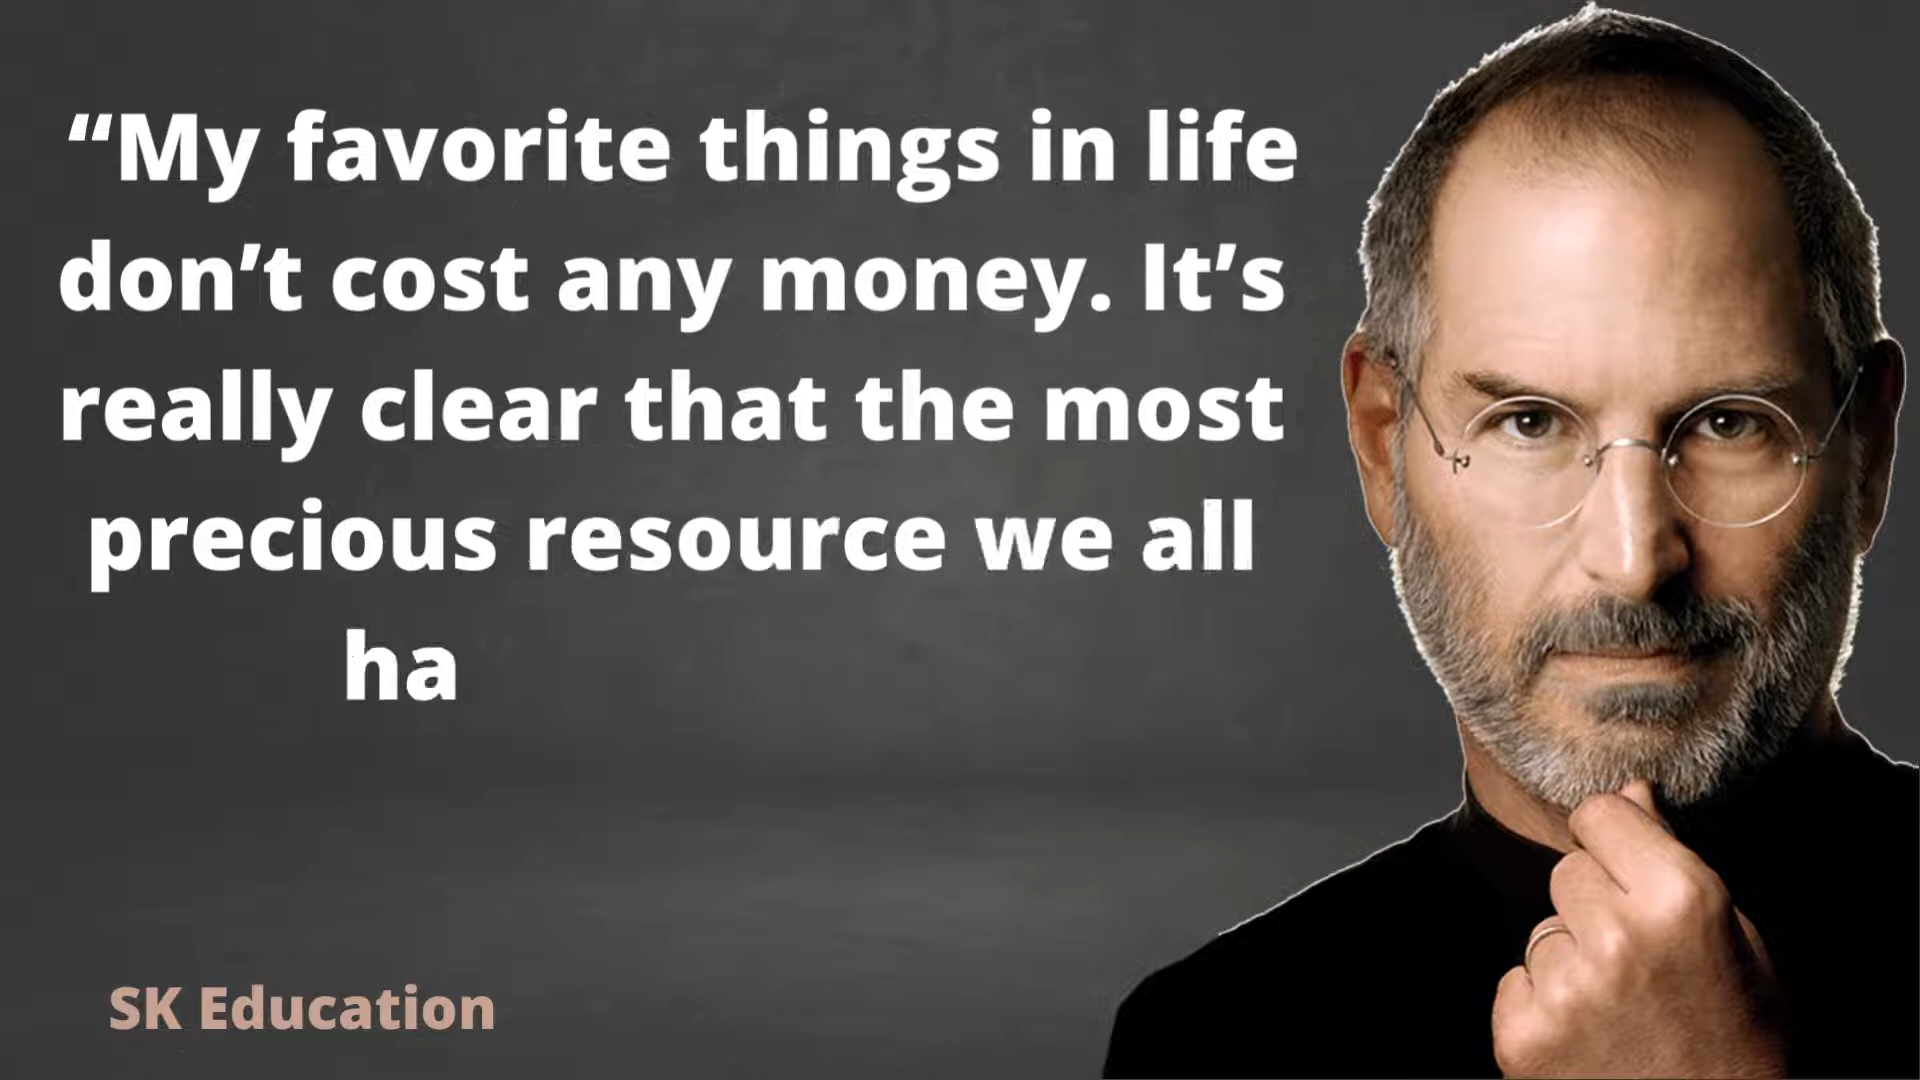 “My favorite things in life
don’t cost any money. It’s
really clear that the most
precious resource we all
ha
SK Education